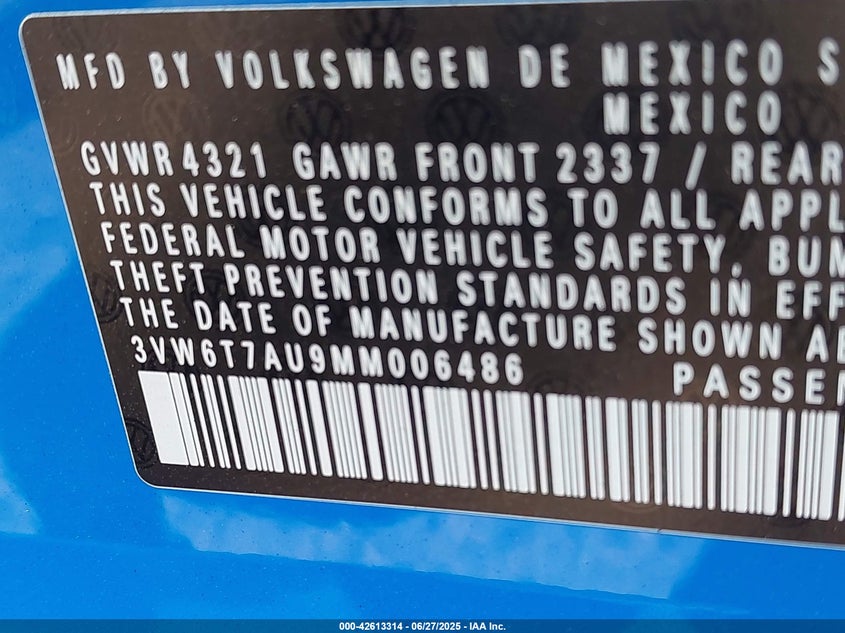 MFD BY VOLKSWAGEN DE MEXICO S
MEXICO
GVWR 4321 GAWR FRONT 2337 / REAR
THIS VEHICLE CONFORMS TO ALL APPL
FEDERAL MOTOR VEHICLE SAFETY, BUM
THEFT PREVENTION STANDARDS IN EFF
THE DATE OF MANUFACTURE SHOWN AB
3VW6T7AU9MM006486 PASSEN
000-42613314 / 06/27/2025 - IAA Inc.